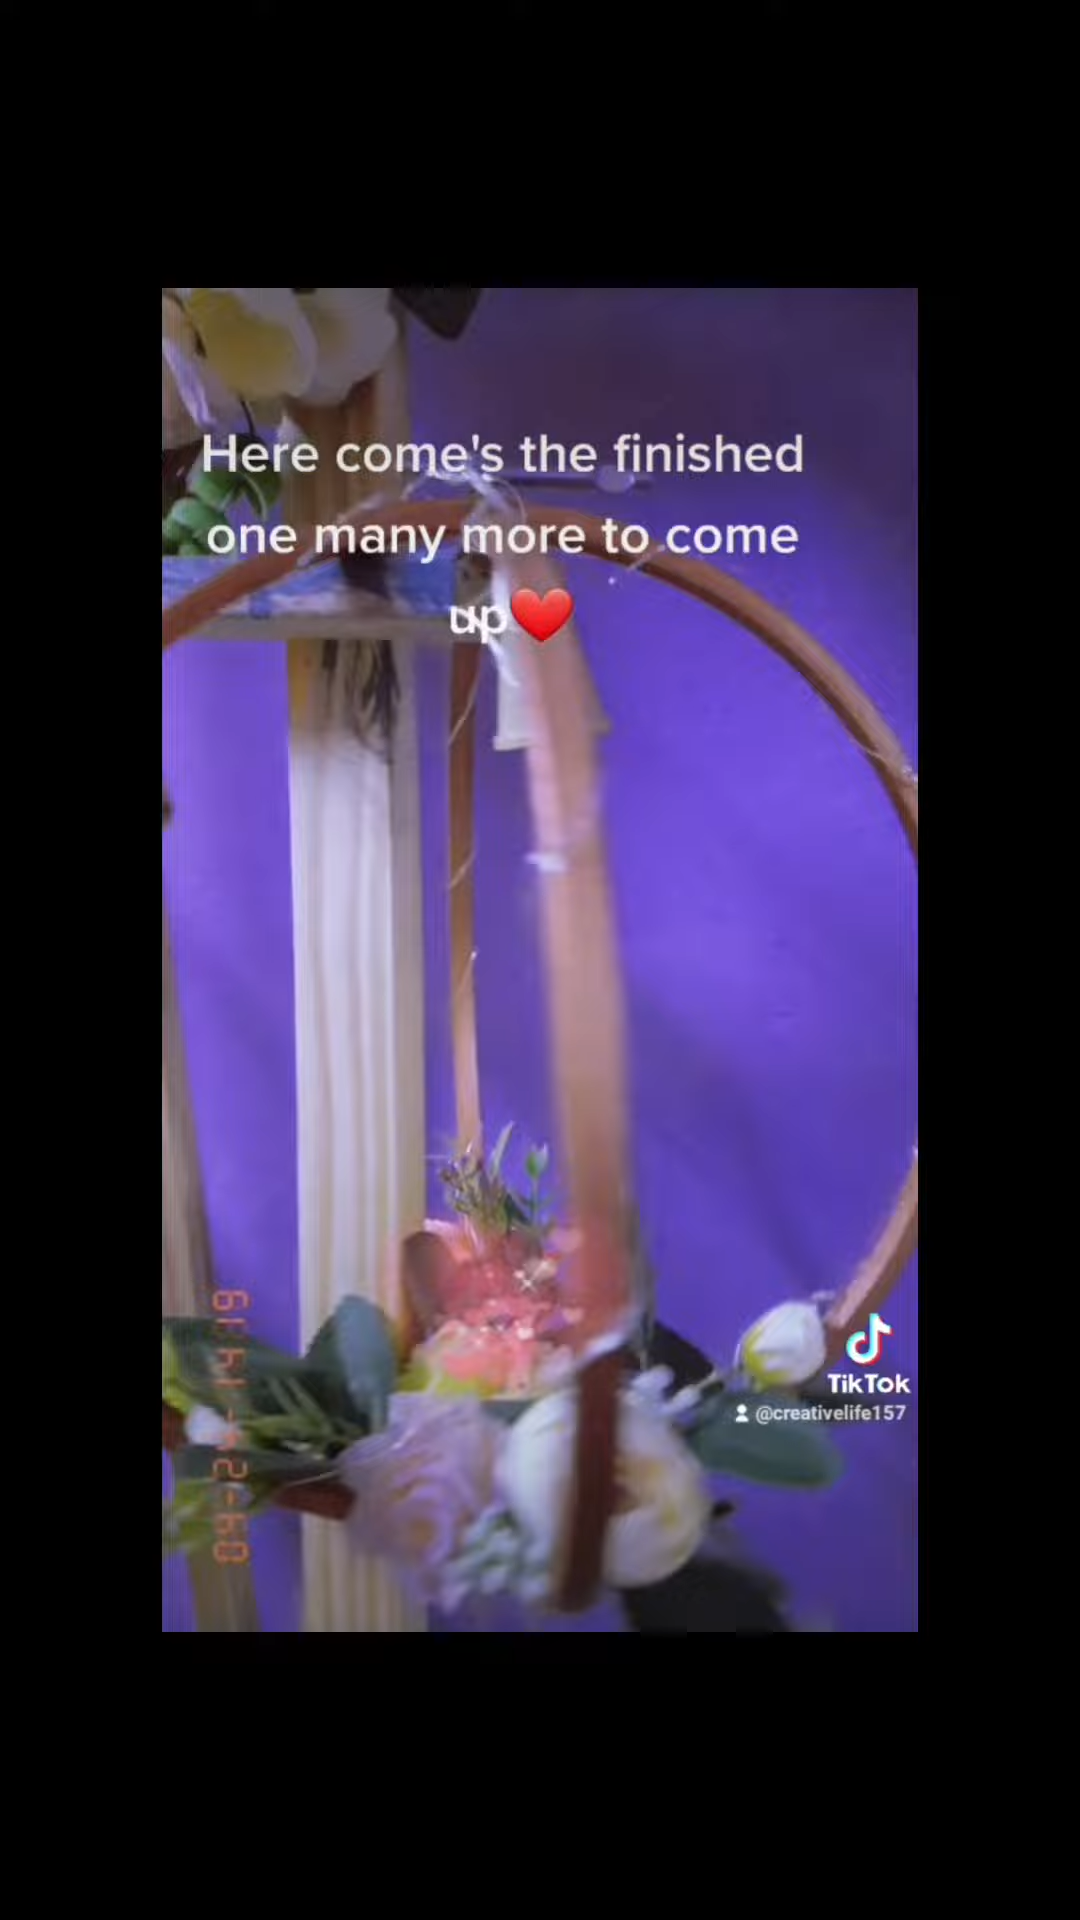 Here come's the finished
one many more to come
up❤️
TikTok
@creativelife157